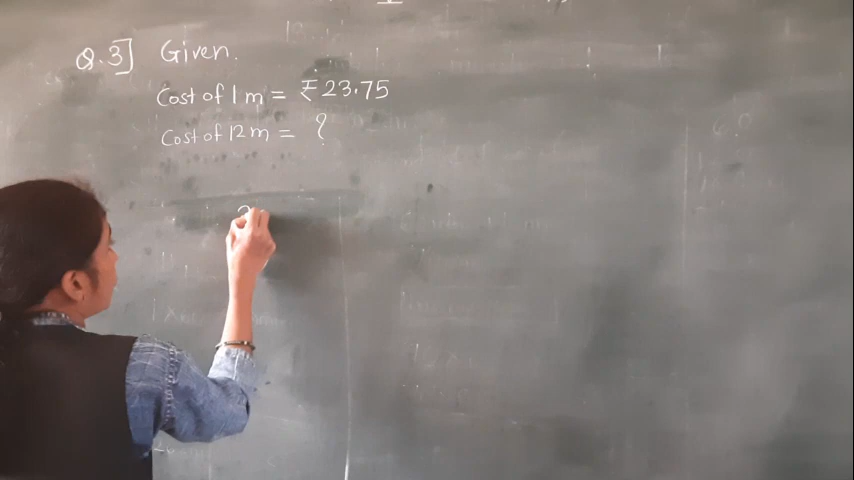 Q.3] Given.
Cost of 1 m = ₹23.75
Cost of 12 m = ?